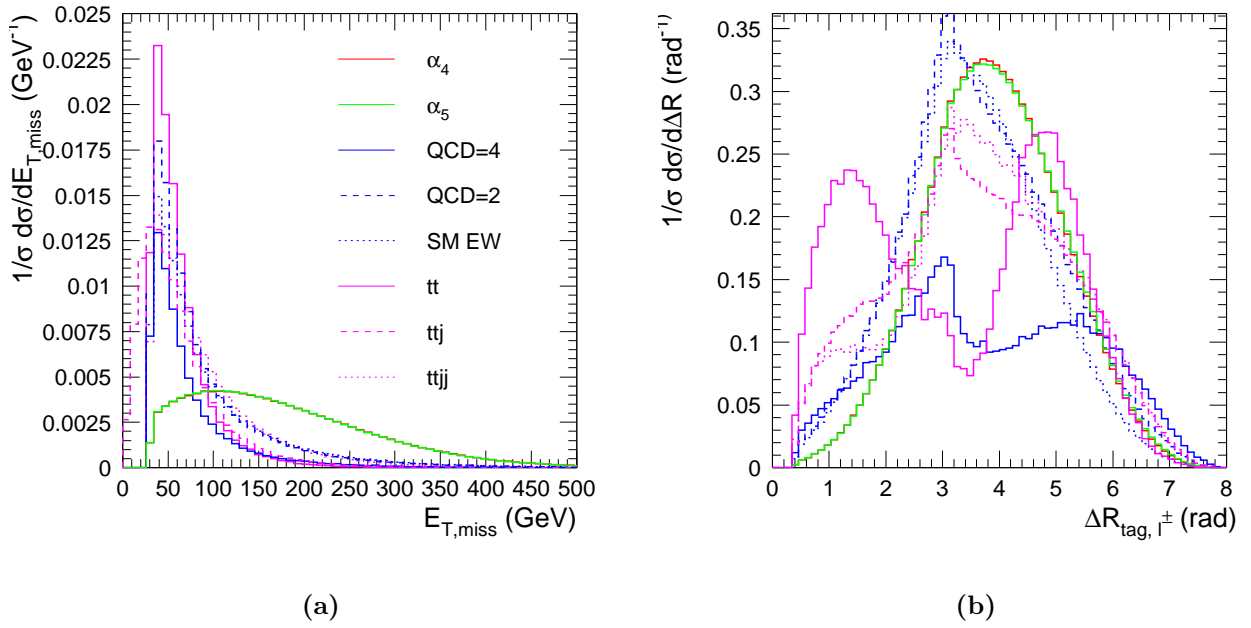 1/σ dσ/dE_T,miss (GeV⁻¹)
0.025
0.0225
0.02
0.0175
0.015
0.0125
0.01
0.0075
0.005
0.0025
0
α₄
α₅
QCD=4
QCD=2
SM EW
tt
ttj
ttjj
0 50 100 150 200 250 300 350 400 450 500
E_T,miss (GeV)
(a)
1/σ dσ/dΔR (rad⁻¹)
0.35
0.3
0.25
0.2
0.15
0.1
0.05
0
0 1 2 3 4 5 6 7 8
ΔR_tag, l± (rad)
(b)